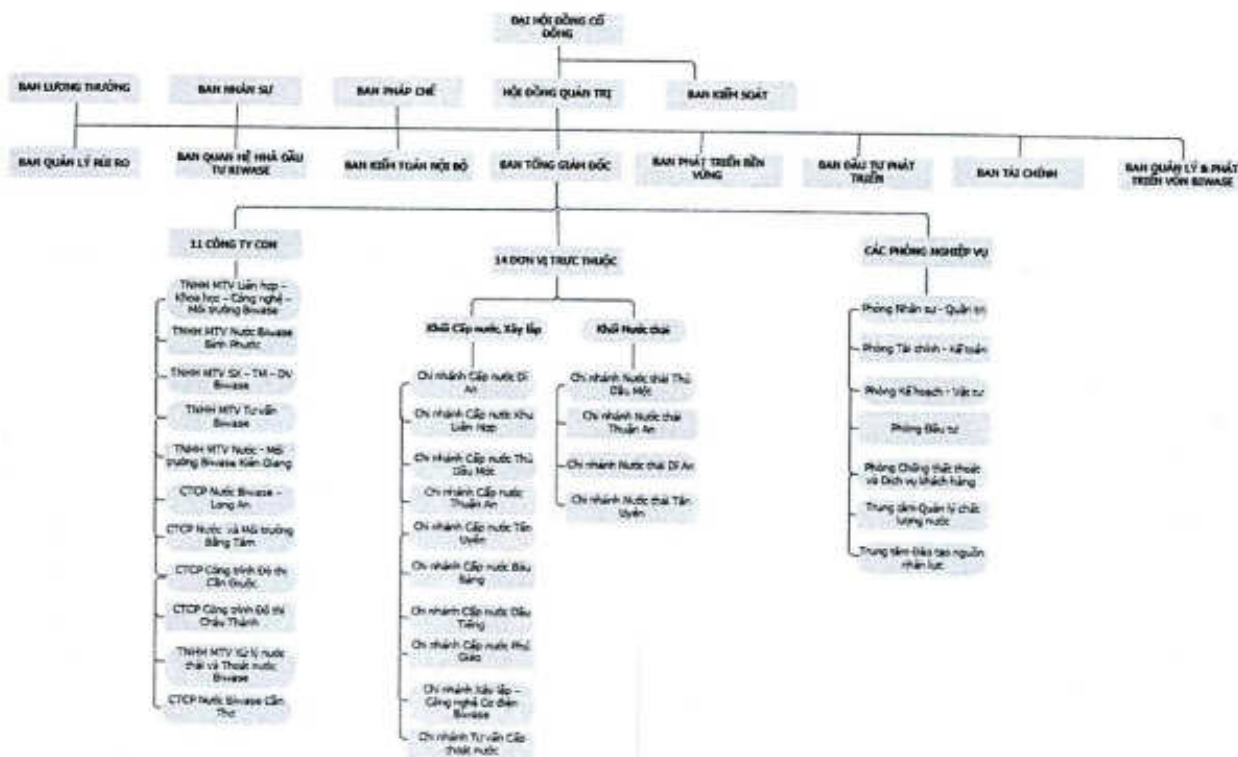 ĐẠI HỘI ĐỒNG CỔ
ĐÔNG
BAN LƯƠNG THƯỞNG
BAN NHÂN SỰ
BAN PHÁP CHẾ
HỘI ĐỒNG QUẢN TRỊ
BAN KIỂM SOÁT
BAN QUẢN LÝ RỦI RO
BAN QUAN HỆ NHÀ ĐẦU
TƯ BIWASE
BAN KIỂM TOÁN NỘI BỘ
BAN TỔNG GIÁM ĐỐC
BAN PHÁT TRIỂN BỀN
VỮNG
BAN ĐẦU TƯ PHÁT
TRIỂN
BAN TÀI CHÍNH
BAN QUẢN LÝ & PHÁT
TRIỂN VỐN BIWASE
11 CÔNG TY CON
TNHH MTV Liên hợp –
Khoa học – Công nghệ –
Môi trường Biwase
TNHH MTV Nước Biwase
Bình Phước
TNHH MTV SX – TM – DV
Biwase
TNHH MTV Tư vấn
Biwase
TNHH MTV Nước - Môi
trường Biwase Kiên Giang
CTCP Nước Biwase –
Long An
CTCP Nước và Môi trường
Bằng Tâm
CTCP Công trình Đô thị
Cần Giuộc
CTCP Công trình Đô thị
Châu Thành
TNHH MTV Xử lý nước
thải và Thoát nước
Biwase
CTCP Nước Biwase Cần
Thơ
14 ĐƠN VỊ TRỰC THUỘC
Khối Cấp nước, Xây lắp
Chi nhánh Cấp nước Dĩ
An
Chi nhánh Cấp nước Khu
Liên Hợp
Chi nhánh Cấp nước Thủ
Dầu Một
Chi nhánh Cấp nước
Thuận An
Chi nhánh Cấp nước Tân
Uyên
Chi nhánh Cấp nước Bàu
Bàng
Chi nhánh Cấp nước Dầu
Tiếng
Chi nhánh Cấp nước Phú
Giáo
Chi nhánh Xây lắp –
Công nghệ Cơ điện
Biwase
Chi nhánh Tư vấn Cấp
thoát nước
Khối Nước thải
Chi nhánh Nước thải Thủ
Dầu Một
Chi nhánh Nước thải
Thuận An
Chi nhánh Nước thải Dĩ An
Chi nhánh Nước thải Tân
Uyên
CÁC PHÒNG NGHIỆP VỤ
Phòng Nhân sự - Quản trị
Phòng Tài chính - Kế toán
Phòng Kế hoạch - Vật tư
Phòng Đầu tư
Phòng Chống thất thoát
và Dịch vụ khách hàng
Trung tâm Quản lý chất
lượng nước
Trung tâm Đào tạo nguồn
nhân lực